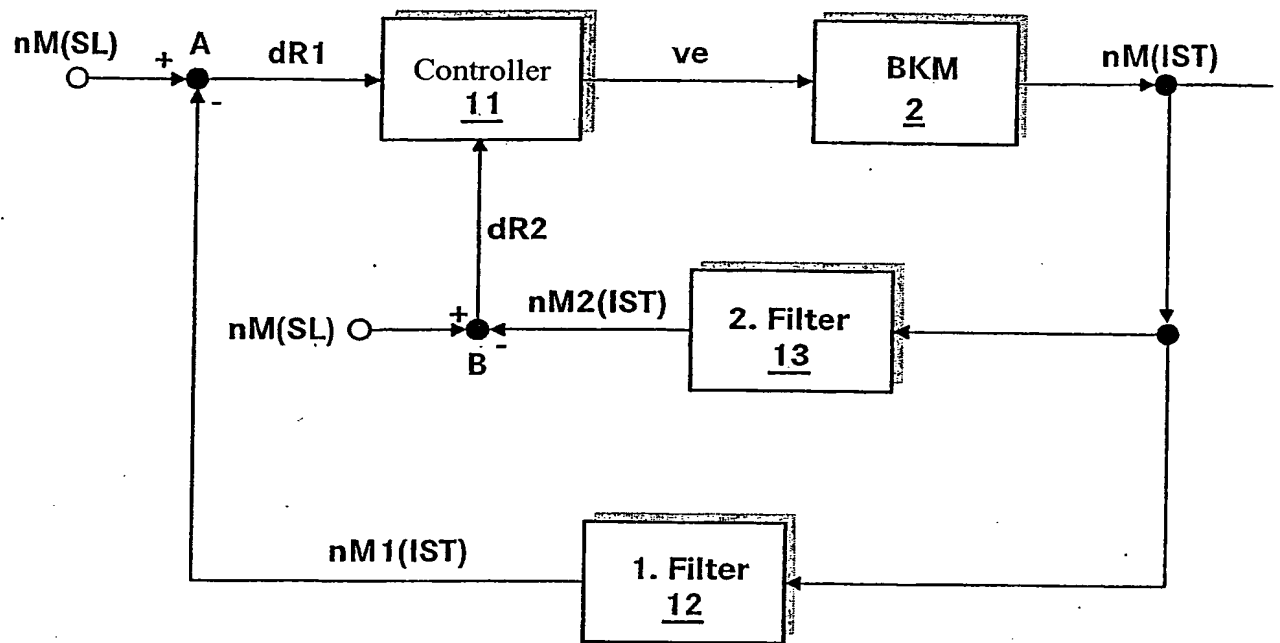 nM(SL)
+ A
-
dR1
Controller
11
ve
BKM
2
nM(IST)
dR2
nM(SL)
+
-
B
nM2(IST)
2. Filter
13
nM1(IST)
1. Filter
12